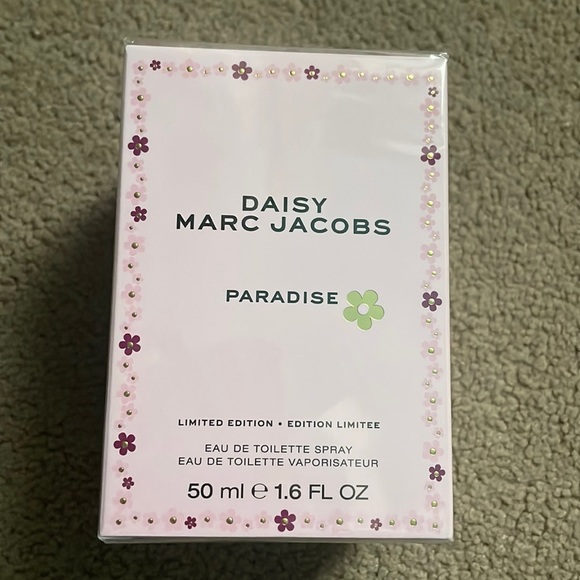 DAISY
MARC JACOBS
PARADISE
LIMITED EDITION • EDITION LIMITEE
EAU DE TOILETTE SPRAY
EAU DE TOILETTE VAPORISATEUR
50 ml ℮ 1.6 FL OZ